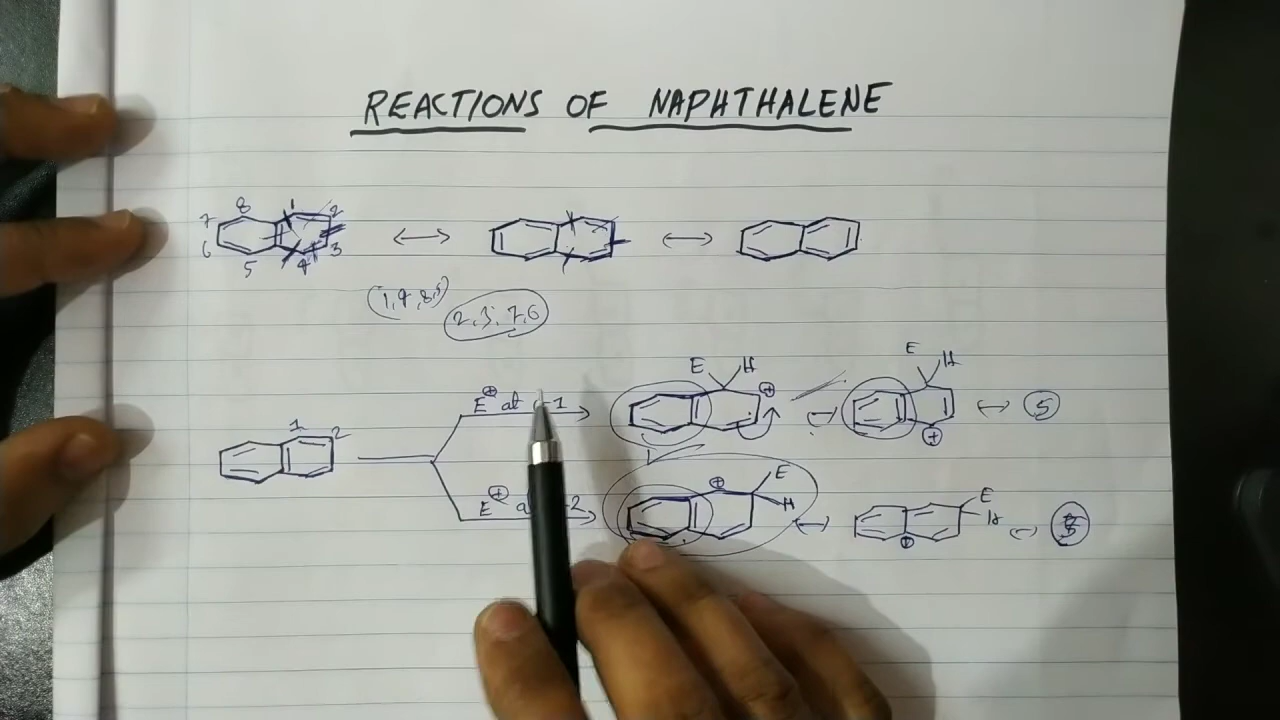 REACTIONS OF NAPHTHALENE
8 1 2
7
6 3
5 4
(1,4,8,5)
2,3,7,6
E H
E H
E⊕ at C-1 ⊕
5
⊕
1 2
⊕ E
H
E⊕ a -2
E
H
5
⊕